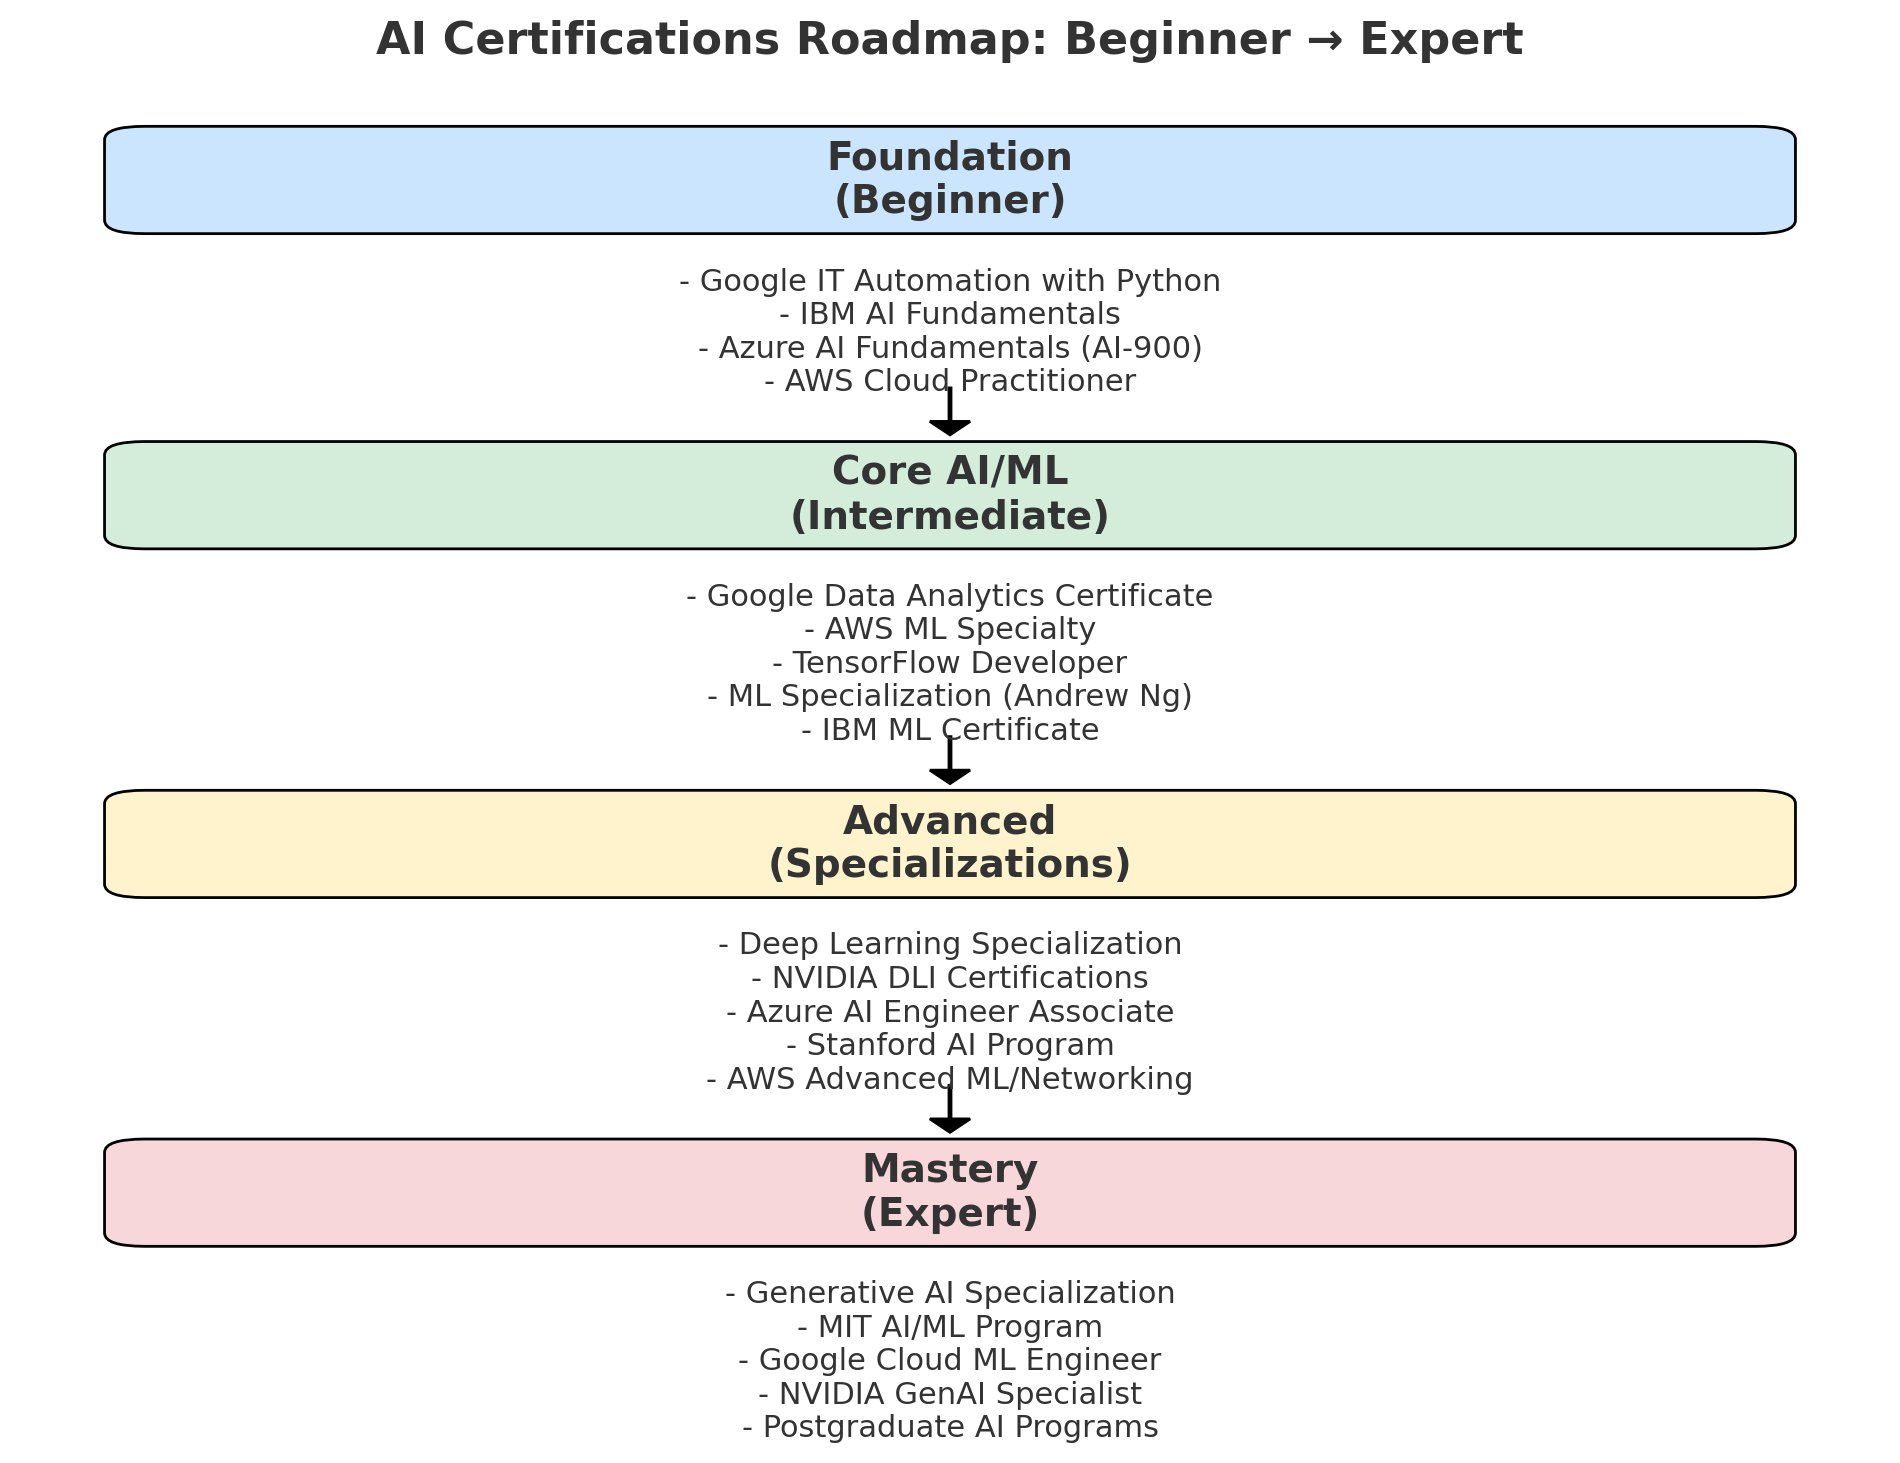 AI Certifications Roadmap: Beginner → Expert
Foundation
(Beginner)
- Google IT Automation with Python
- IBM AI Fundamentals
- Azure AI Fundamentals (AI-900)
- AWS Cloud Practitioner
Core AI/ML
(Intermediate)
- Google Data Analytics Certificate
- AWS ML Specialty
- TensorFlow Developer
- ML Specialization (Andrew Ng)
- IBM ML Certificate
Advanced
(Specializations)
- Deep Learning Specialization
- NVIDIA DLI Certifications
- Azure AI Engineer Associate
- Stanford AI Program
- AWS Advanced ML/Networking
Mastery
(Expert)
- Generative AI Specialization
- MIT AI/ML Program
- Google Cloud ML Engineer
- NVIDIA GenAI Specialist
- Postgraduate AI Programs